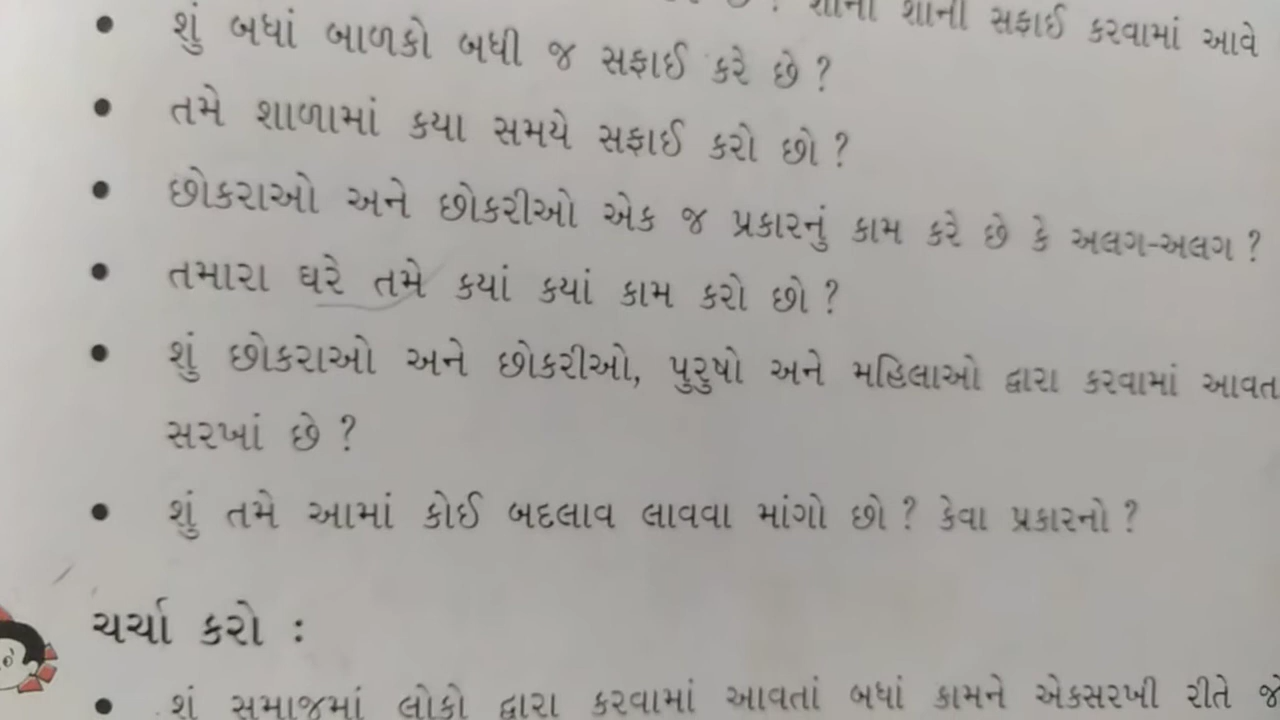 શાની શાની સફાઈ કરવામાં આવે
• શું બધાં બાળકો બધી જ સફાઈ કરે છે ?
• તમે શાળામાં કયા સમયે સફાઈ કરો છો ?
• છોકરાઓ અને છોકરીઓ એક જ પ્રકારનું કામ કરે છે કે અલગ-અલગ ?
• તમારા ઘરે તમે કયાં કયાં કામ કરો છો ?
• શું છોકરાઓ અને છોકરીઓ, પુરુષો અને મહિલાઓ દ્વારા કરવામાં આવત
સરખાં છે ?
• શું તમે આમાં કોઈ બદલાવ લાવવા માંગો છો ? કેવા પ્રકારનો ?
ચર્ચા કરો :
• શું સમાજમાં લોકો દ્વારા કરવામાં આવતાં બધાં કામને એકસરખી રીતે